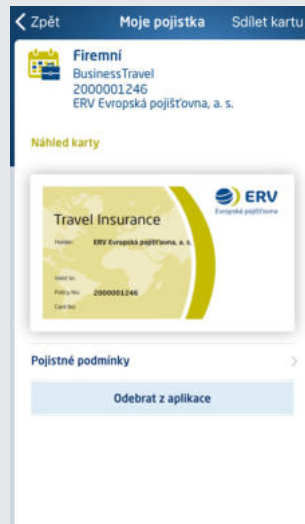 Zpět Moje pojistka Sdílet kartu
Firemní
BusinessTravel
2000001246
ERV Evropská pojišťovna, a. s.
Náhled karty
ERV
Evropská pojišťovna
Travel Insurance
Holder: ERV Evropská pojišťovna, a. s.
Valid to:
Policy No: 2000001246
Card No:
Pojistné podmínky
Odebrat z aplikace